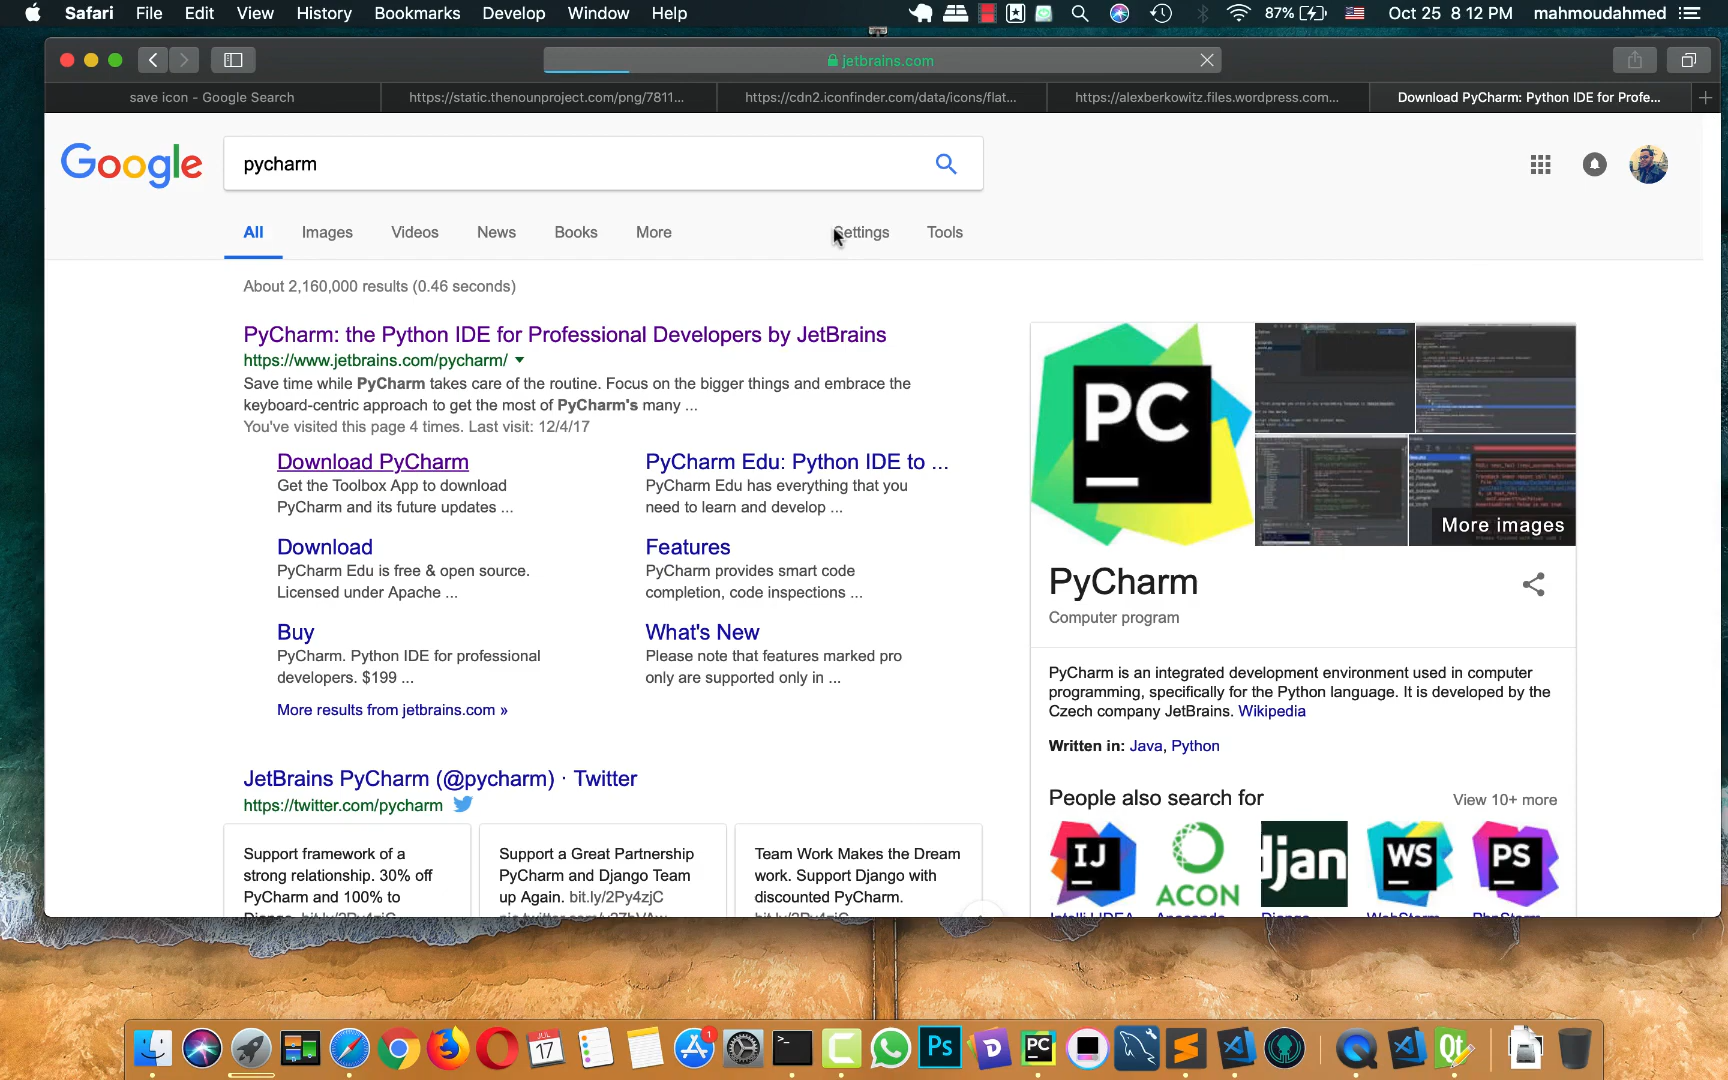 Safari File Edit View History Bookmarks Develop Window Help
87% Oct 25 8 12 PM mahmoudahmed
jetbrains.com
save icon - Google Search
https://static.thenounproject.com/png/7811...
https://cdn2.iconfinder.com/data/icons/flat...
https://alexberkowitz.files.wordpress.com...
Download PyCharm: Python IDE for Profe...
Google
pycharm
All Images Videos News Books More Settings Tools
About 2,160,000 results (0.46 seconds)
PyCharm: the Python IDE for Professional Developers by JetBrains
https://www.jetbrains.com/pycharm/
Save time while PyCharm takes care of the routine. Focus on the bigger things and embrace the
keyboard-centric approach to get the most of PyCharm's many ...
You've visited this page 4 times. Last visit: 12/4/17
Download PyCharm
Get the Toolbox App to download
PyCharm and its future updates ...
PyCharm Edu: Python IDE to ...
PyCharm Edu has everything that you
need to learn and develop ...
Download
PyCharm Edu is free & open source.
Licensed under Apache ...
Features
PyCharm provides smart code
completion, code inspections ...
Buy
PyCharm. Python IDE for professional
developers. $199 ...
What's New
Please note that features marked pro
only are supported only in ...
More results from jetbrains.com »
JetBrains PyCharm (@pycharm) · Twitter
https://twitter.com/pycharm
Support framework of a
strong relationship. 30% off
PyCharm and 100% to
Support a Great Partnership
PyCharm and Django Team
up Again. bit.ly/2Py4zjC
Team Work Makes the Dream
work. Support Django with
discounted PyCharm.
PC
More images
PyCharm
Computer program
PyCharm is an integrated development environment used in computer
programming, specifically for the Python language. It is developed by the
Czech company JetBrains. Wikipedia
Written in: Java, Python
People also search for
View 10+ more
IJ
ACON
djan
WS
PS
JUL
17
1
Ps
PC
Qt